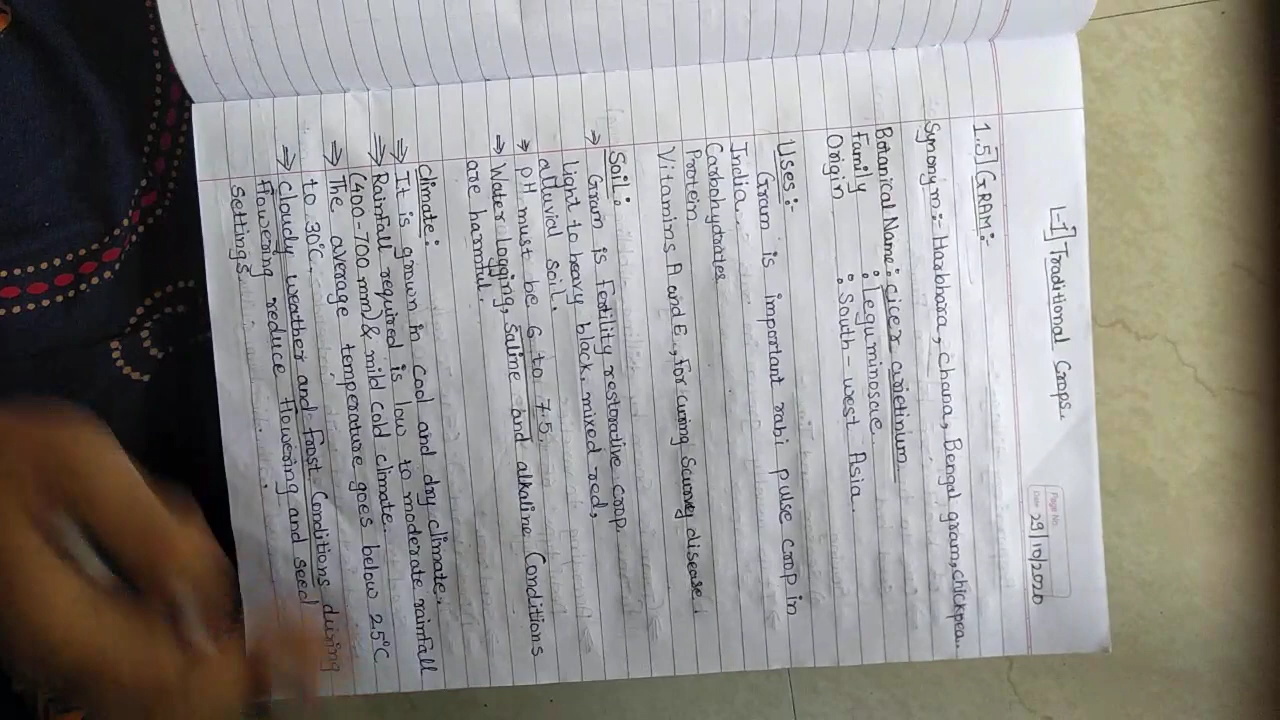 Page No.
Date 29/10/2020
L-1] Traditional Crops.
1.5] GRAM:-
Synonym:- Harbhara, chana, Bengal gram, chickpea.
Botanical Name: cicer arietinium.
Family : Leguminosae.
Origin : South-west Asia.
Uses:-
Gram is important rabi pulse crop in
India.
Carbohydrates
Protein
Vitamins A and E, for curing Scurvy disease.
Soil:
⇒ Gram is fertility restorative crop.
Light to heavy black, mixed red,
alluvial soil.
⇒ pH must be 6 to 7.5.
⇒ Water logging, saline and alkaline Conditions
are harmful.
Climate:
⇒ It is grown in cool and dry climate.
⇒ Rainfall required is low to moderate rainfall
(400-700 mm) & mild cold climate.
⇒ The average temperature goes below 25°C
to 30°C.
⇒ Cloudy weather and frost Conditions during
flowering reduce flowering and seed
settings.